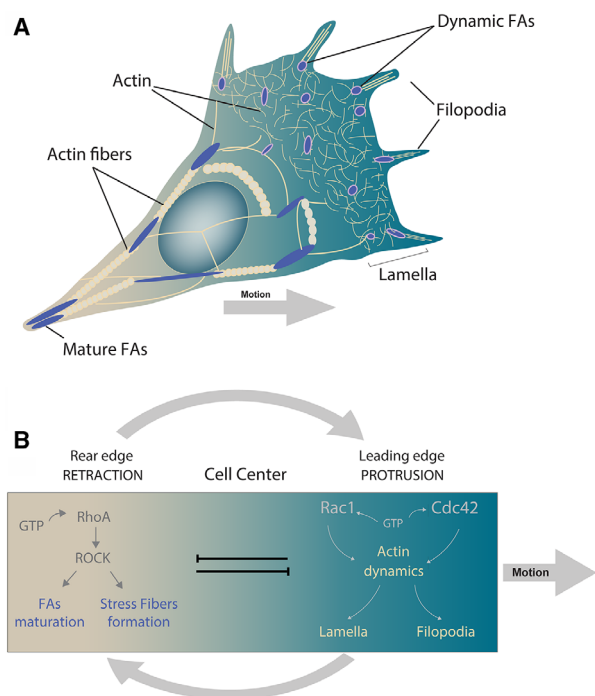 A
Dynamic FAs
Actin
Filopodia
Actin fibers
Lamella
Motion
Mature FAs
B
Rear edge
RETRACTION
Cell Center
Leading edge
PROTRUSION
GTP
RhoA
ROCK
FAs
maturation
Stress Fibers
formation
Rac1
GTP
Cdc42
Actin
dynamics
Lamella
Filopodia
Motion